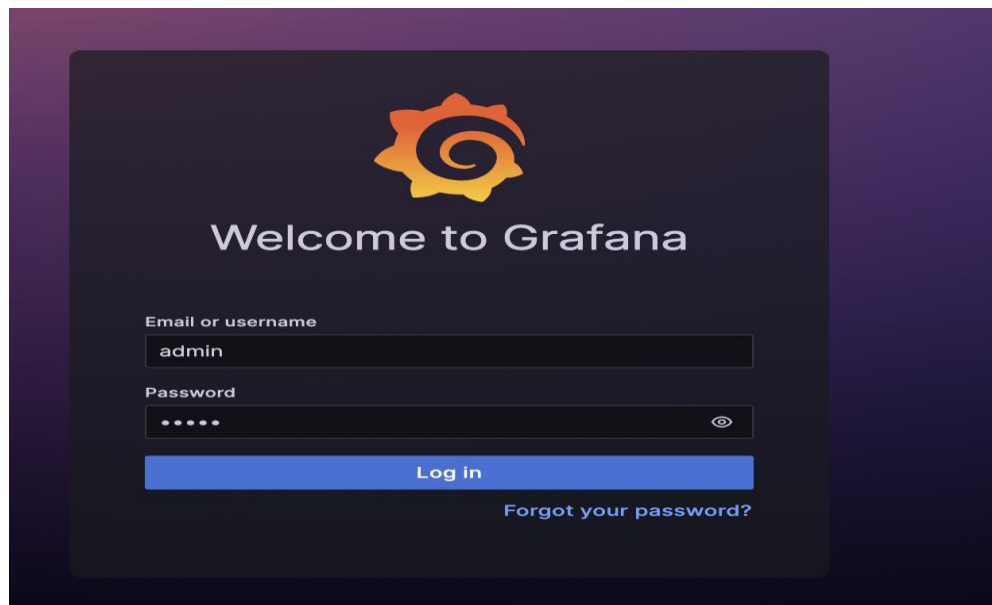 Welcome to Grafana
Email or username
admin
Password
•••••
Log in
Forgot your password?